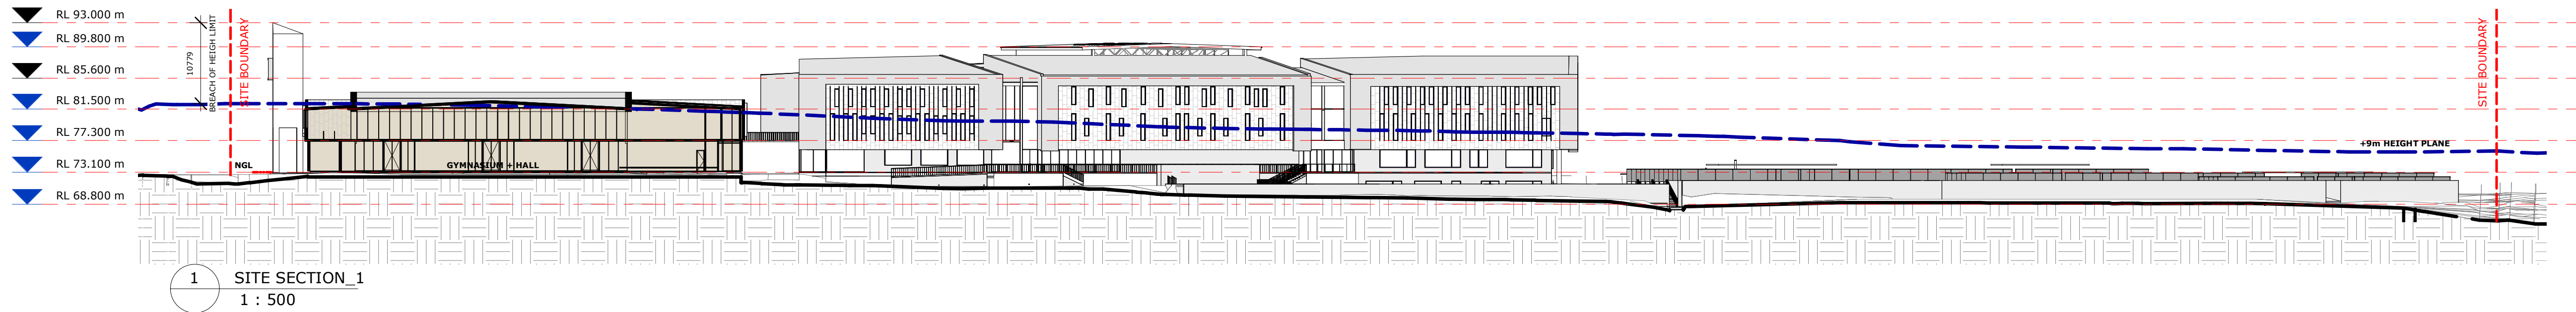 RL 93.000 m
RL 89.800 m
RL 85.600 m
RL 81.500 m
RL 77.300 m
RL 73.100 m
RL 68.800 m
10779
BREACH OF HEIGH LIMIT
SITE BOUNDARY
NGL
GYMNASIUM + HALL
+9m HEIGHT PLANE
SITE BOUNDARY
1
SITE SECTION_1
1 : 500